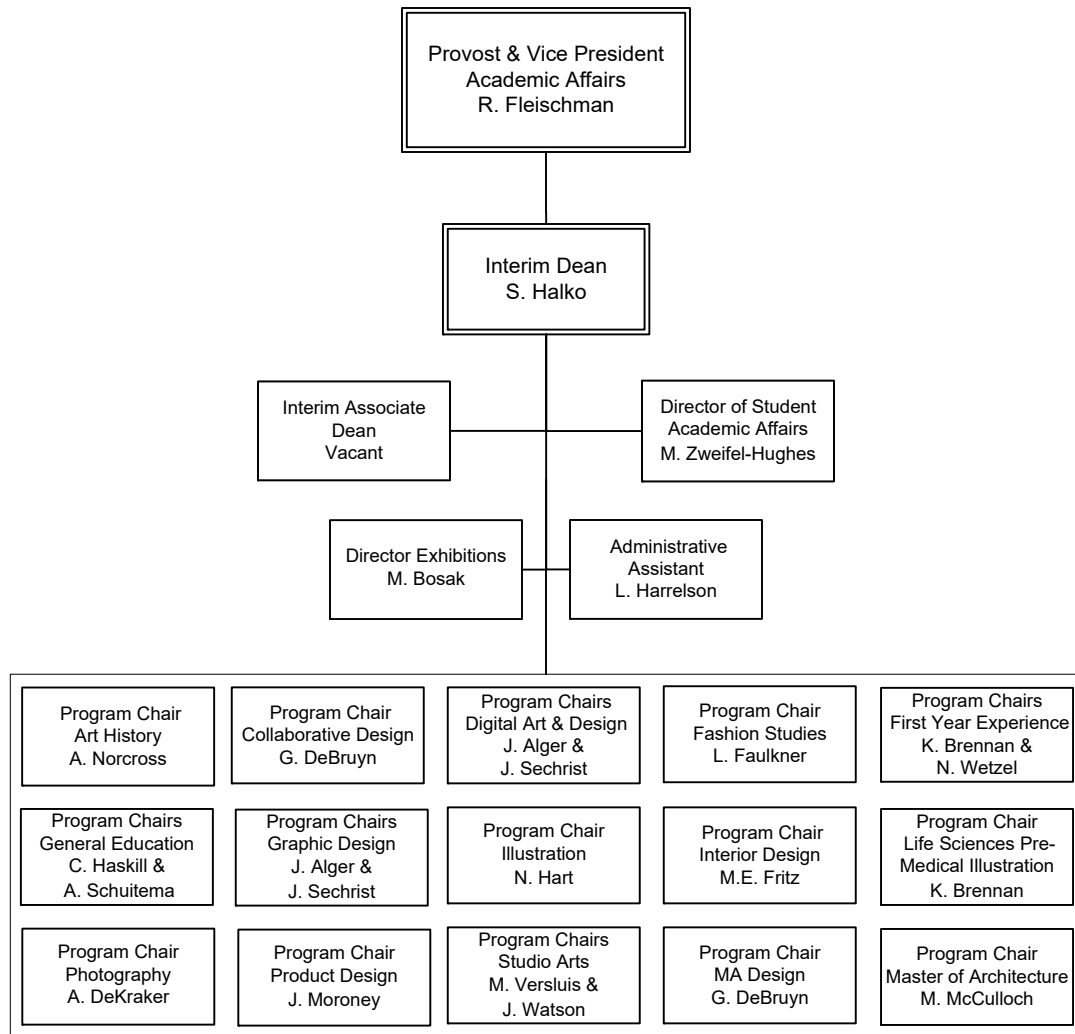 Provost & Vice President
Academic Affairs
R. Fleischman
Interim Dean
S. Halko
Interim Associate
Dean
Vacant
Director of Student
Academic Affairs
M. Zweifel-Hughes
Director Exhibitions
M. Bosak
Administrative
Assistant
L. Harrelson
Program Chair
Art History
A. Norcross
Program Chair
Collaborative Design
G. DeBruyn
Program Chairs
Digital Art & Design
J. Alger &
J. Sechrist
Program Chair
Fashion Studies
L. Faulkner
Program Chairs
First Year Experience
K. Brennan &
N. Wetzel
Program Chairs
General Education
C. Haskill &
A. Schuitema
Program Chairs
Graphic Design
J. Alger &
J. Sechrist
Program Chair
Illustration
N. Hart
Program Chair
Interior Design
M.E. Fritz
Program Chair
Life Sciences Pre-
Medical Illustration
K. Brennan
Program Chair
Photography
A. DeKraker
Program Chair
Product Design
J. Moroney
Program Chairs
Studio Arts
M. Versluis &
J. Watson
Program Chair
MA Design
G. DeBruyn
Program Chair
Master of Architecture
M. McCulloch